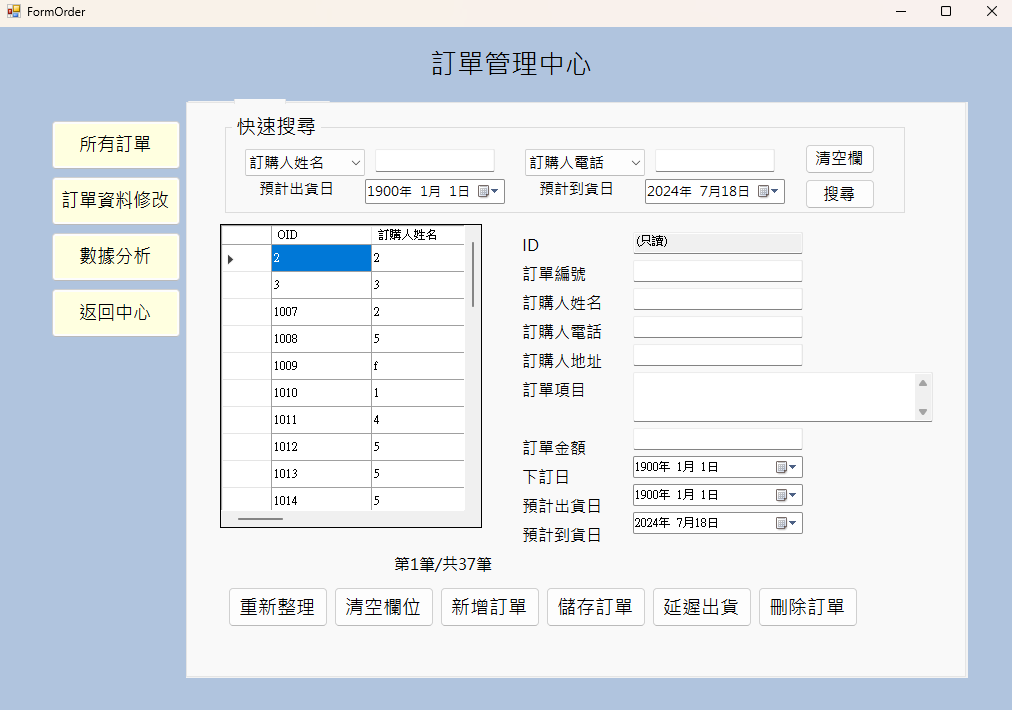 FormOrder
訂單管理中心
所有訂單
訂單資料修改
數據分析
返回中心
快速搜尋
訂購人姓名 訂購人電話 清空欄
預計出貨日 1900年 1月 1日 預計到貨日 2024年 7月18日 搜尋
OID 訂購人姓名
2 2
3 3
1007 2
1008 5
1009 f
1010 1
1011 4
1012 5
1013 5
1014 5
ID (只讀)
訂單編號
訂購人姓名
訂購人電話
訂購人地址
訂單項目
訂單金額
下訂日 1900年 1月 1日
預計出貨日 1900年 1月 1日
預計到貨日 2024年 7月18日
第1筆/共37筆
重新整理 清空欄位 新增訂單 儲存訂單 延遲出貨 刪除訂單